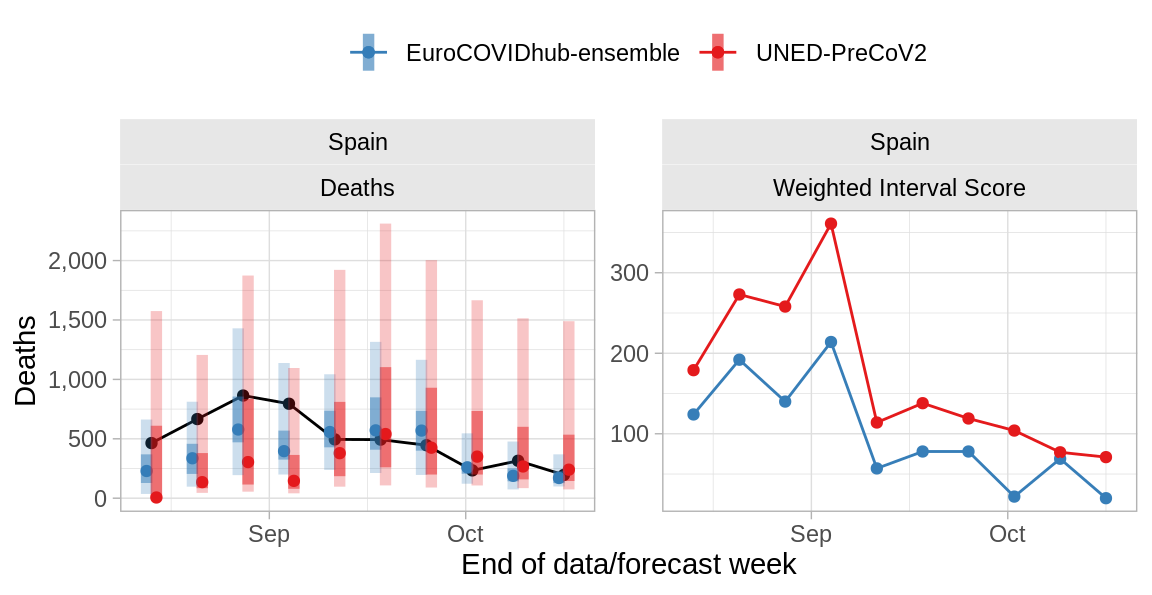 EuroCOVIDhub-ensemble UNED-PreCoV2
Spain
Deaths
2,000
1,500
1,000
500
0
Deaths
Sep Oct
Spain
Weighted Interval Score
300
200
100
Sep Oct
End of data/forecast week